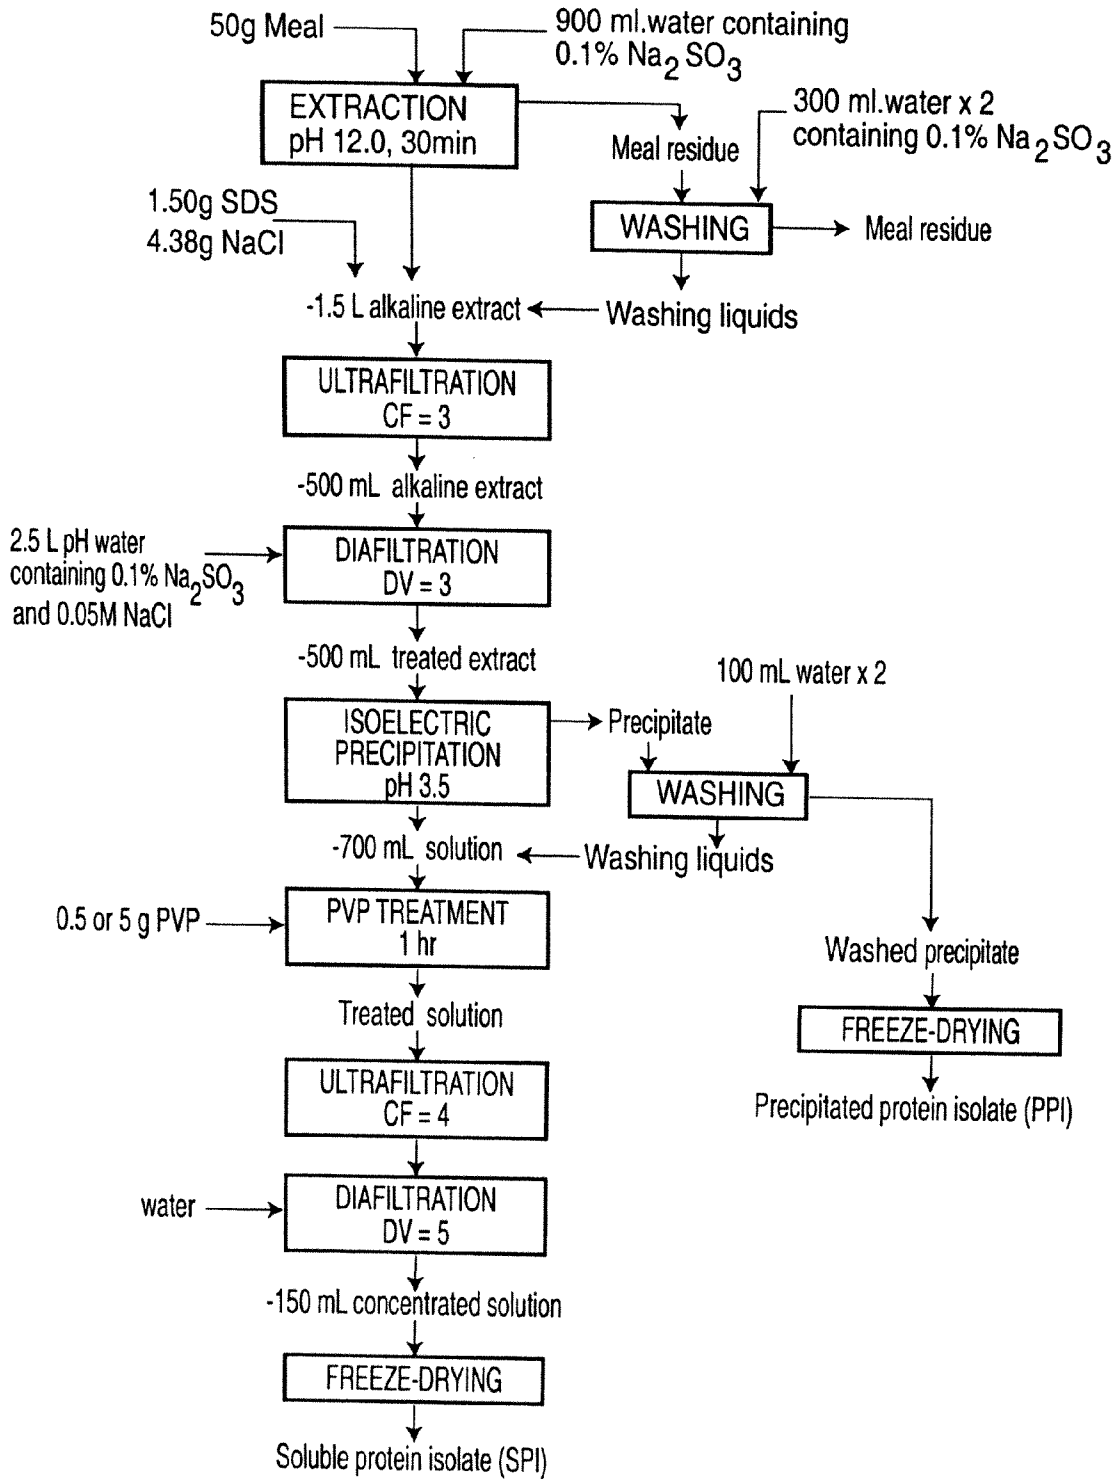 50g Meal
900 ml.water containing
0.1% Na2SO3
EXTRACTION
pH 12.0, 30min
300 ml.water x 2
containing 0.1% Na2SO3
Meal residue
1.50g SDS
4.38g NaCl
WASHING
Meal residue
-1.5 L alkaline extract
Washing liquids
ULTRAFILTRATION
CF = 3
-500 mL alkaline extract
2.5 L pH water
containing 0.1% Na2SO3
and 0.05M NaCl
DIAFILTRATION
DV = 3
-500 mL treated extract
100 mL water x 2
ISOELECTRIC
PRECIPITATION
pH 3.5
Precipitate
WASHING
-700 mL solution
Washing liquids
0.5 or 5 g PVP
PVP TREATMENT
1 hr
Washed precipitate
Treated solution
FREEZE-DRYING
ULTRAFILTRATION
CF = 4
Precipitated protein isolate (PPI)
water
DIAFILTRATION
DV = 5
-150 mL concentrated solution
FREEZE-DRYING
Soluble protein isolate (SPI)